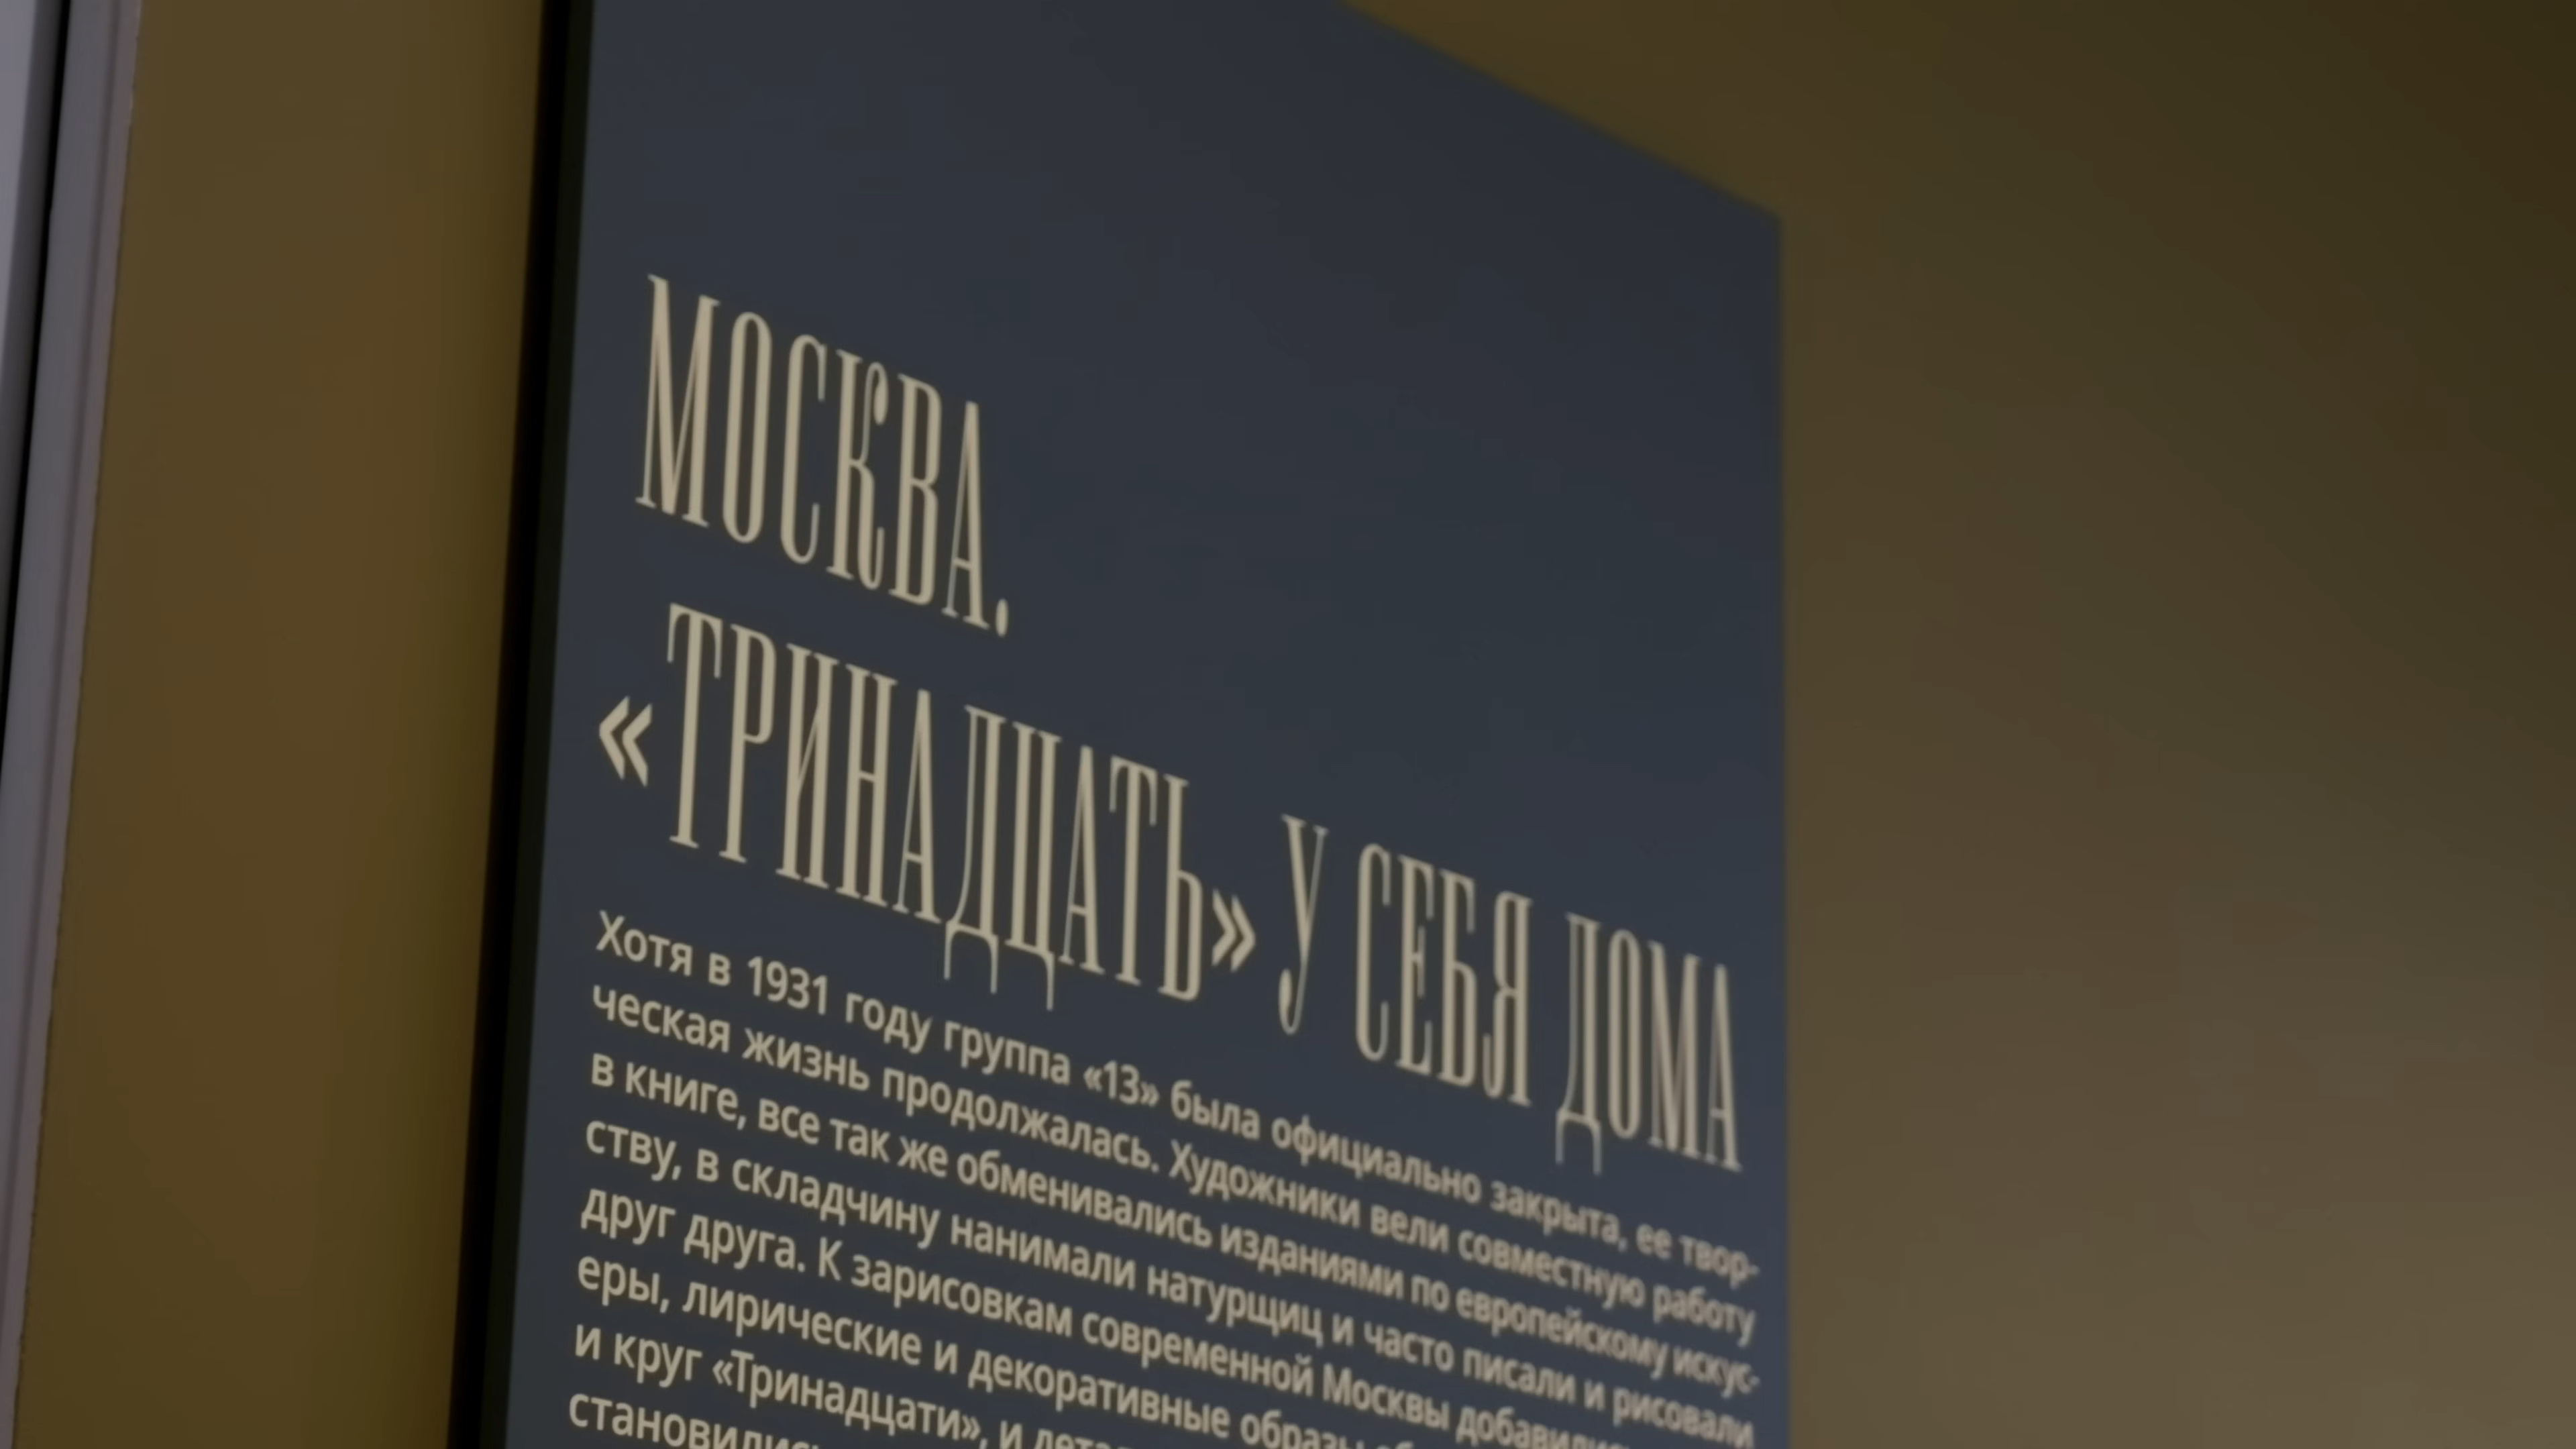 МОСКВА.
«ТРИНАДЦАТЬ» У СЕБЯ ДОМА
Хотя в 1931 году группа «13» была официально закрыта, ее твор-
ческая жизнь продолжалась. Художники вели совместную работу
в книге, все так же обменивались изданиями по европейскому искус-
ству, в складчину нанимали натурщиц и часто писали и рисовали
друг друга. К зарисовкам современной Москвы
еры, лирические и декоративные образы
и круг «Тринадцати», и